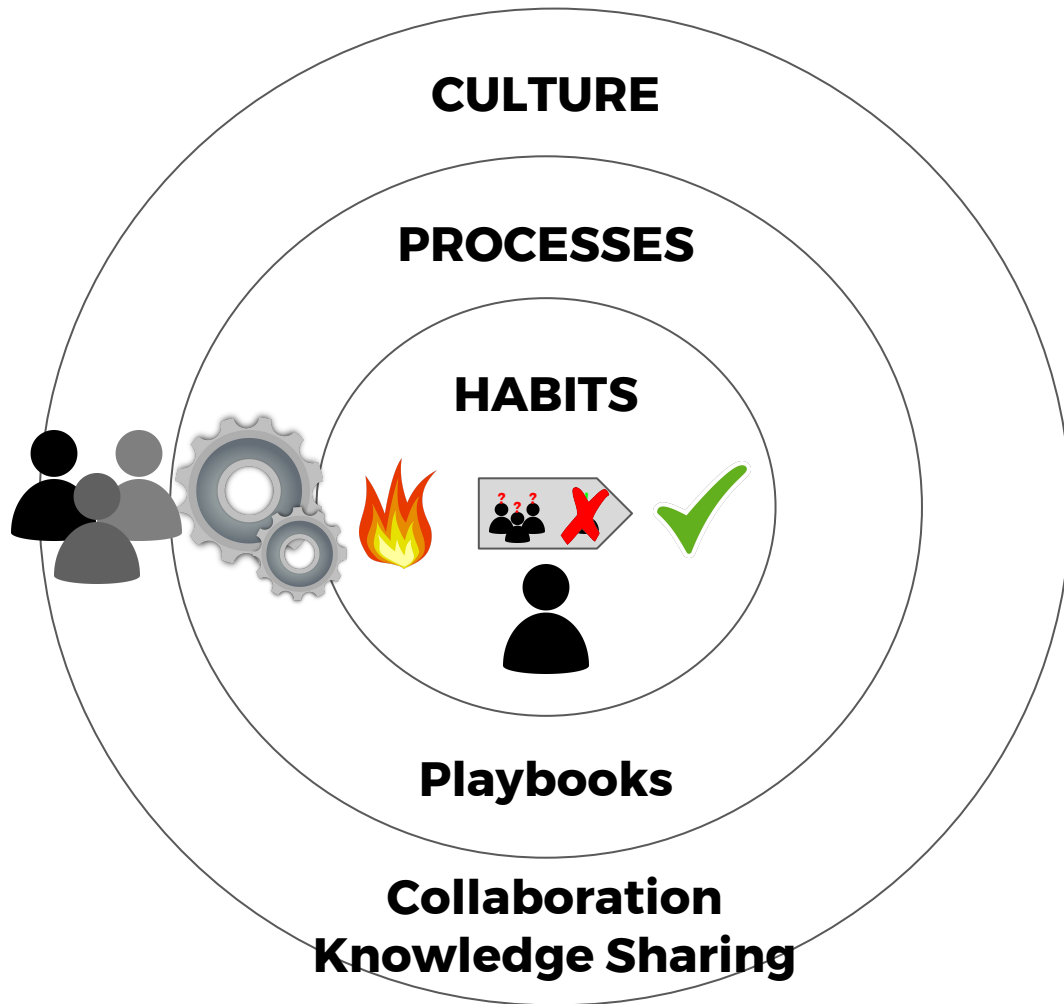 CULTURE
PROCESSES
HABITS
? ? ?
Playbooks
Collaboration
Knowledge Sharing